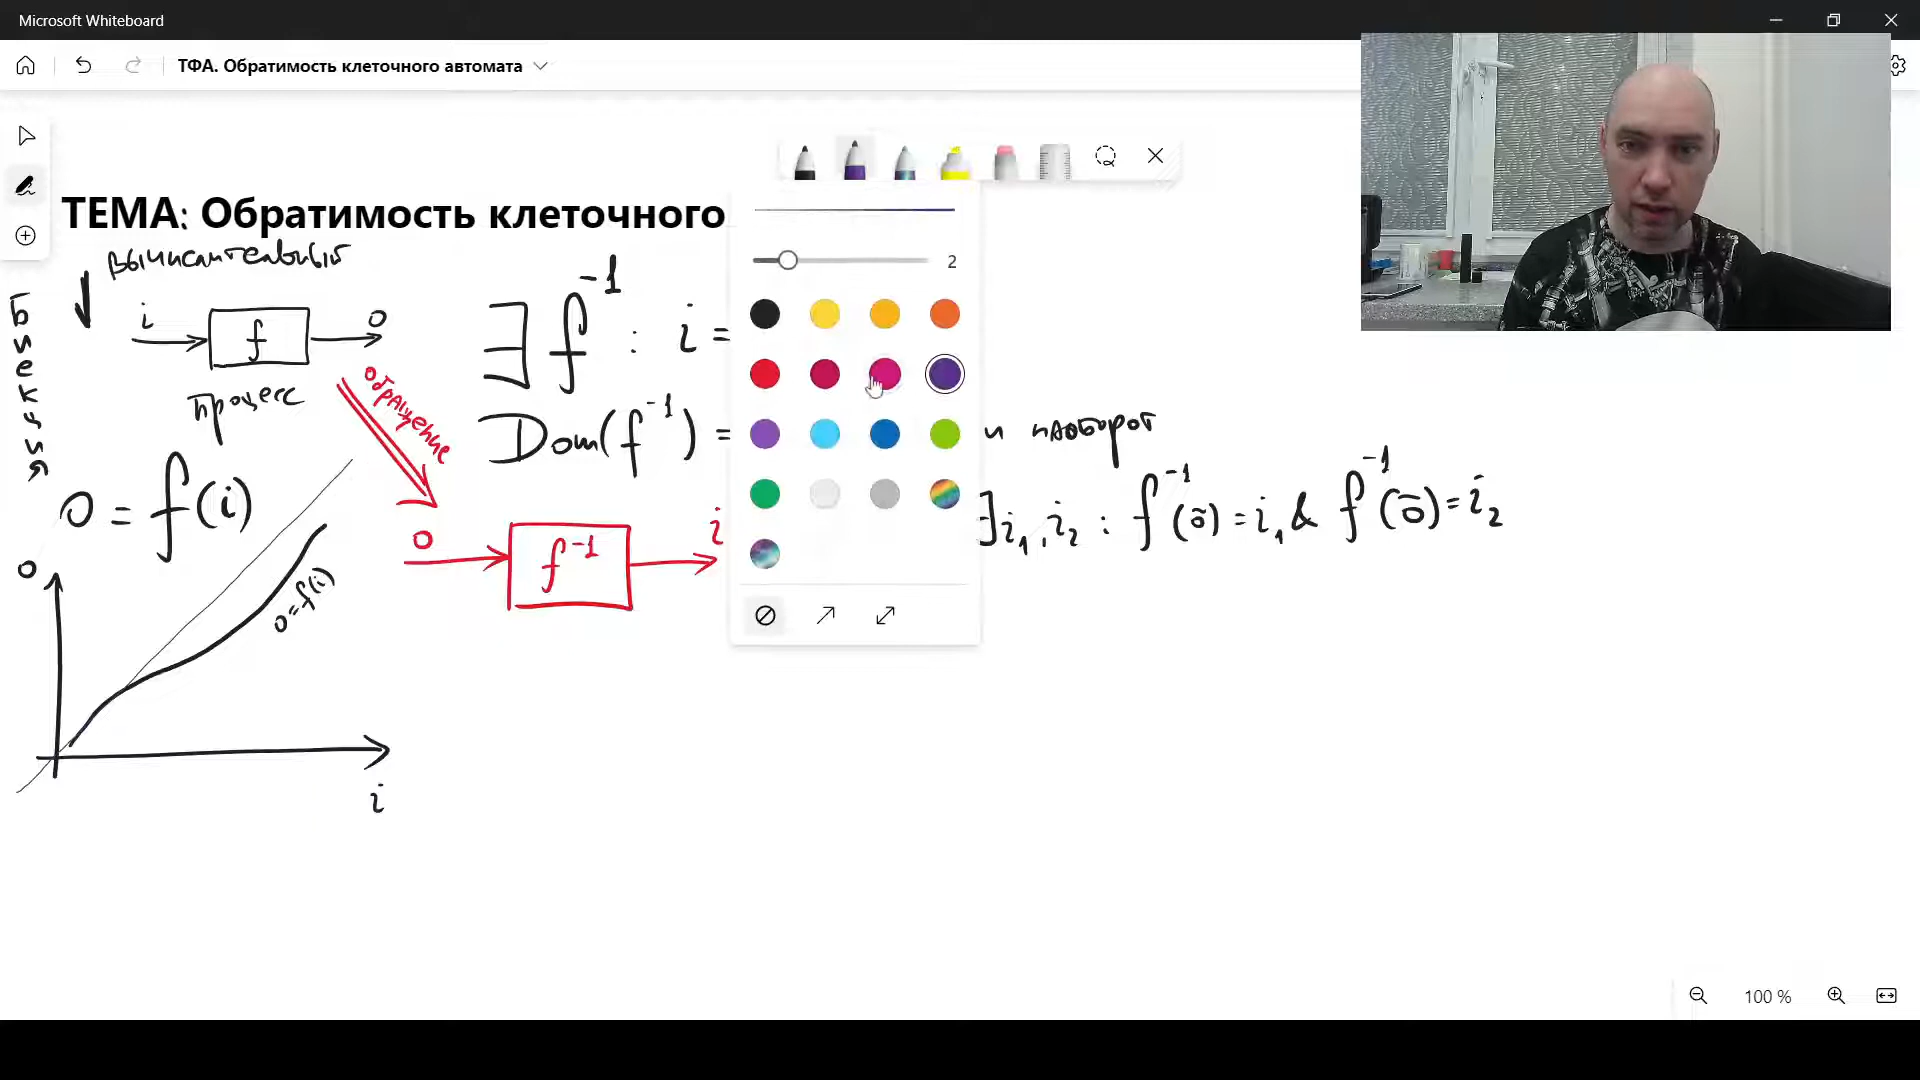 Microsoft Whiteboard
ТФА. Обратимость клеточного автомата
ТЕМА: Обратимость клеточного
вычислительный
Биекция
i
f
o
процесс
обращение
∃ f⁻¹ : i =
Dom(f⁻¹) =
и наоборот
o = f(i)
∃i₁, i₂ : f⁻¹(õ) = i₁ & f⁻¹(õ) = i₂
o
f⁻¹
i
o
o=f(i)
i
2
100 %